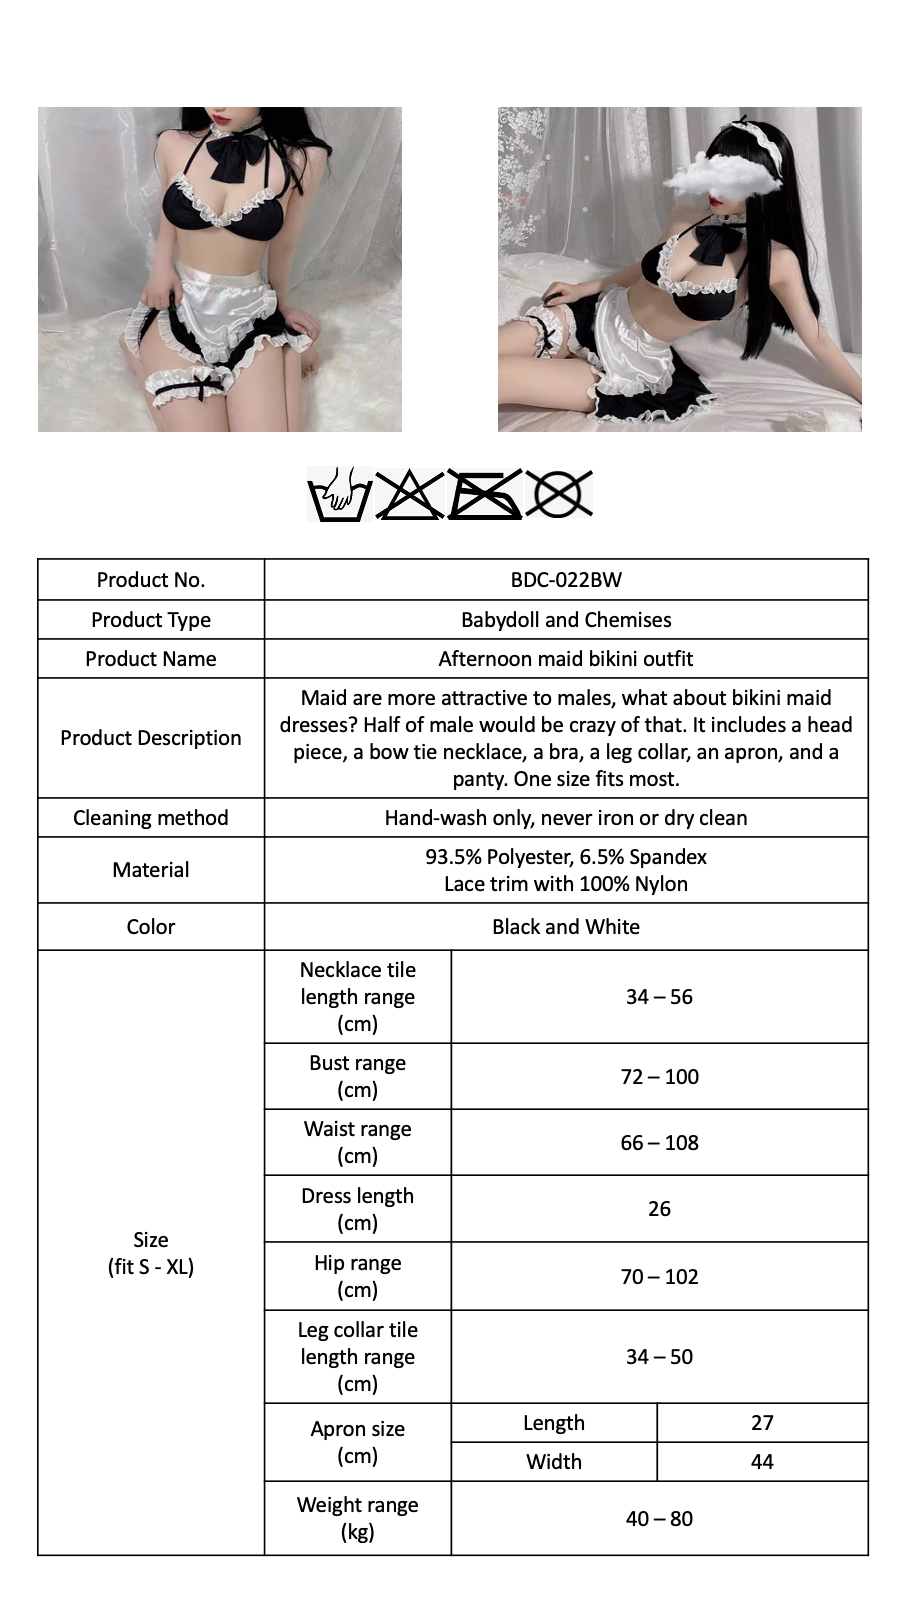 Product No.
BDC-022BW
Product Type
Babydoll and Chemises
Product Name
Afternoon maid bikini outfit
Product Description
Maid are more attractive to males, what about bikini maid
dresses? Half of male would be crazy of that. It includes a head
piece, a bow tie necklace, a bra, a leg collar, an apron, and a
panty. One size fits most.
Cleaning method
Hand-wash only, never iron or dry clean
Material
93.5% Polyester, 6.5% Spandex
Lace trim with 100% Nylon
Color
Black and White
Size
(fit S - XL)
Necklace tile
length range
(cm)
34 – 56
Bust range
(cm)
72 – 100
Waist range
(cm)
66 – 108
Dress length
(cm)
26
Hip range
(cm)
70 – 102
Leg collar tile
length range
(cm)
34 – 50
Apron size
(cm)
Length
27
Width
44
Weight range
(kg)
40 – 80